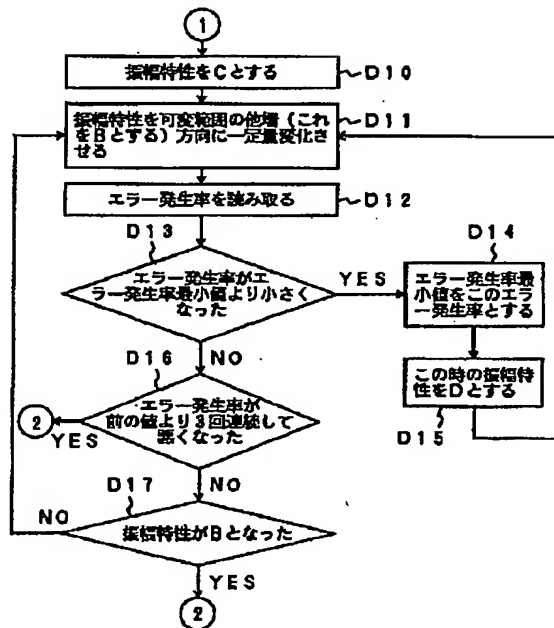 1
振幅特性をCとする
D10
振幅特性を可変範囲の他端(これ
をBとする)方向に一定量変化さ
せる
D11
エラー発生率を読み取る
D12
D13
エラー発生率がエ
ラー発生率最小値より小さく
なった
YES
NO
D14
エラー発生率最
小値をこのエラ
ー発生率とする
この時の振幅特
性をDとする
D15
D16
エラー発生率が
前の値より3回連続して
悪くなった
2
YES
NO
D17
振幅特性がBとなった
NO
YES
2